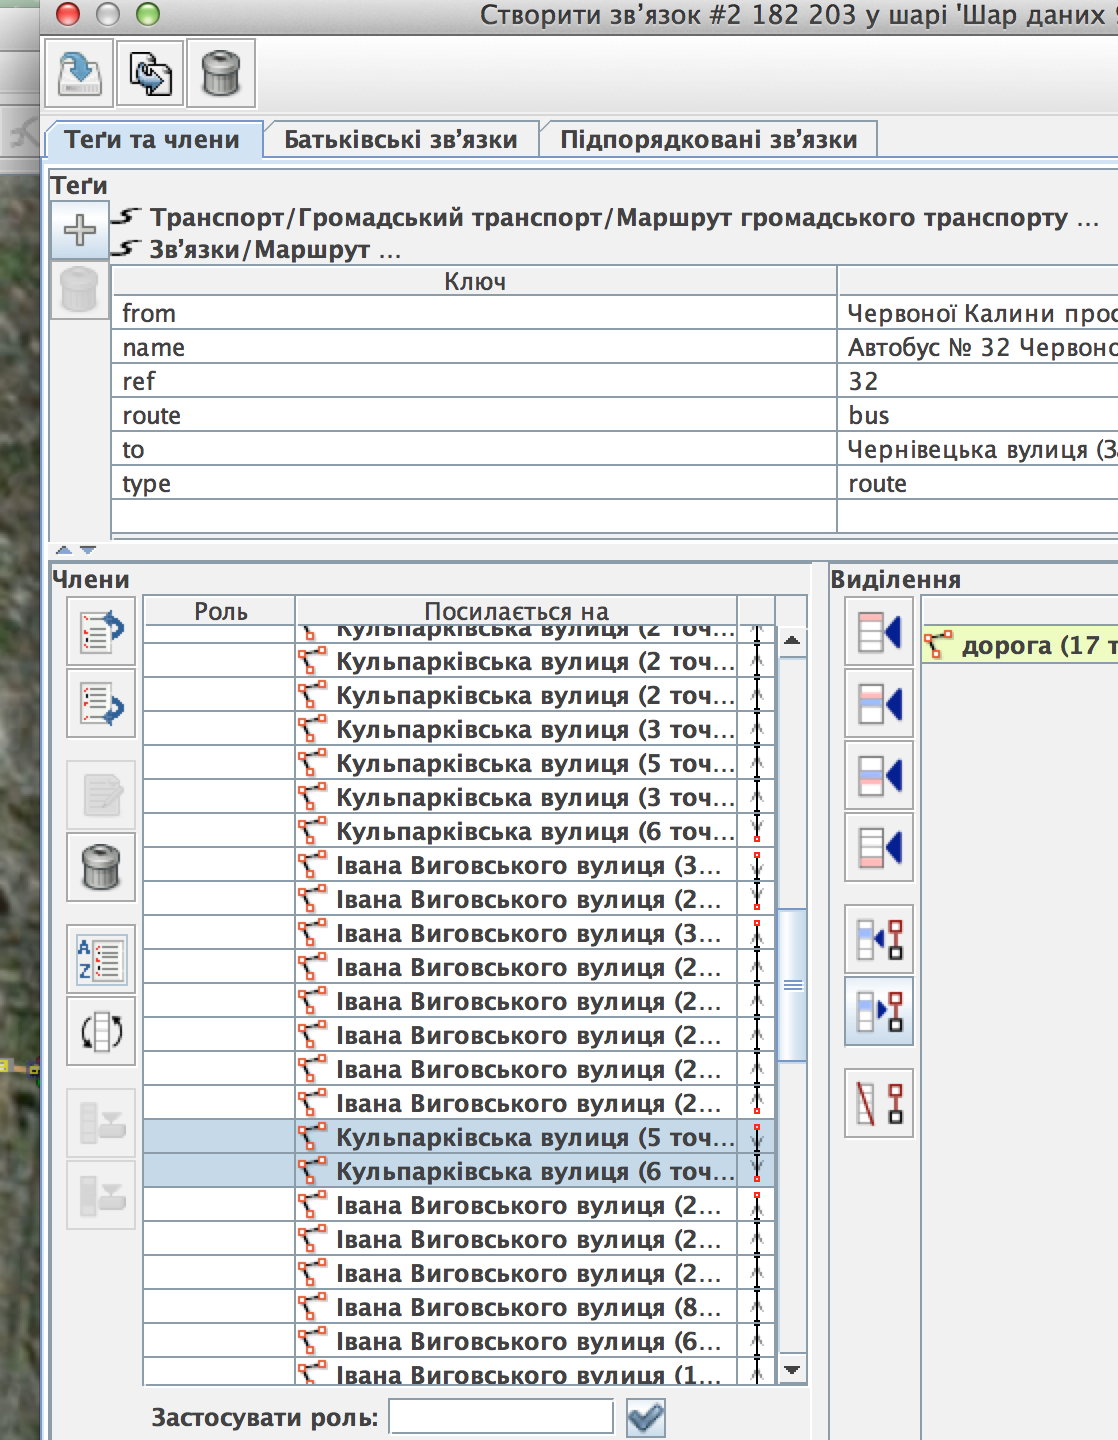 Створити зв’язок #2 182 203 у шарі 'Шар даних
Теґи та члени
Батьківські зв’язки
Підпорядковані зв’язки
Теґи
Транспорт/Громадський транспорт/Маршрут громадського транспорту ...
Зв’язки/Маршрут ...
Ключ
from Червоної Калини прос
name Автобус № 32 Червоно
ref 32
route bus
to Чернівецька вулиця (За
type route
Члени
Виділення
Роль Посилається на
Кульпарківська вулиця (2 точ...
Кульпарківська вулиця (2 точ...
Кульпарківська вулиця (2 точ...
Кульпарківська вулиця (3 точ...
Кульпарківська вулиця (5 точ...
Кульпарківська вулиця (3 точ...
Кульпарківська вулиця (6 точ...
Івана Виговського вулиця (3...
Івана Виговського вулиця (2...
Івана Виговського вулиця (3...
Івана Виговського вулиця (2...
Івана Виговського вулиця (2...
Івана Виговського вулиця (2...
Івана Виговського вулиця (2...
Івана Виговського вулиця (2...
Кульпарківська вулиця (5 точ...
Кульпарківська вулиця (6 точ...
Івана Виговського вулиця (2...
Івана Виговського вулиця (2...
Івана Виговського вулиця (2...
Івана Виговського вулиця (8...
Івана Виговського вулиця (6...
Івана Виговського вулиця (1...
дорога (17 т
Застосувати роль: